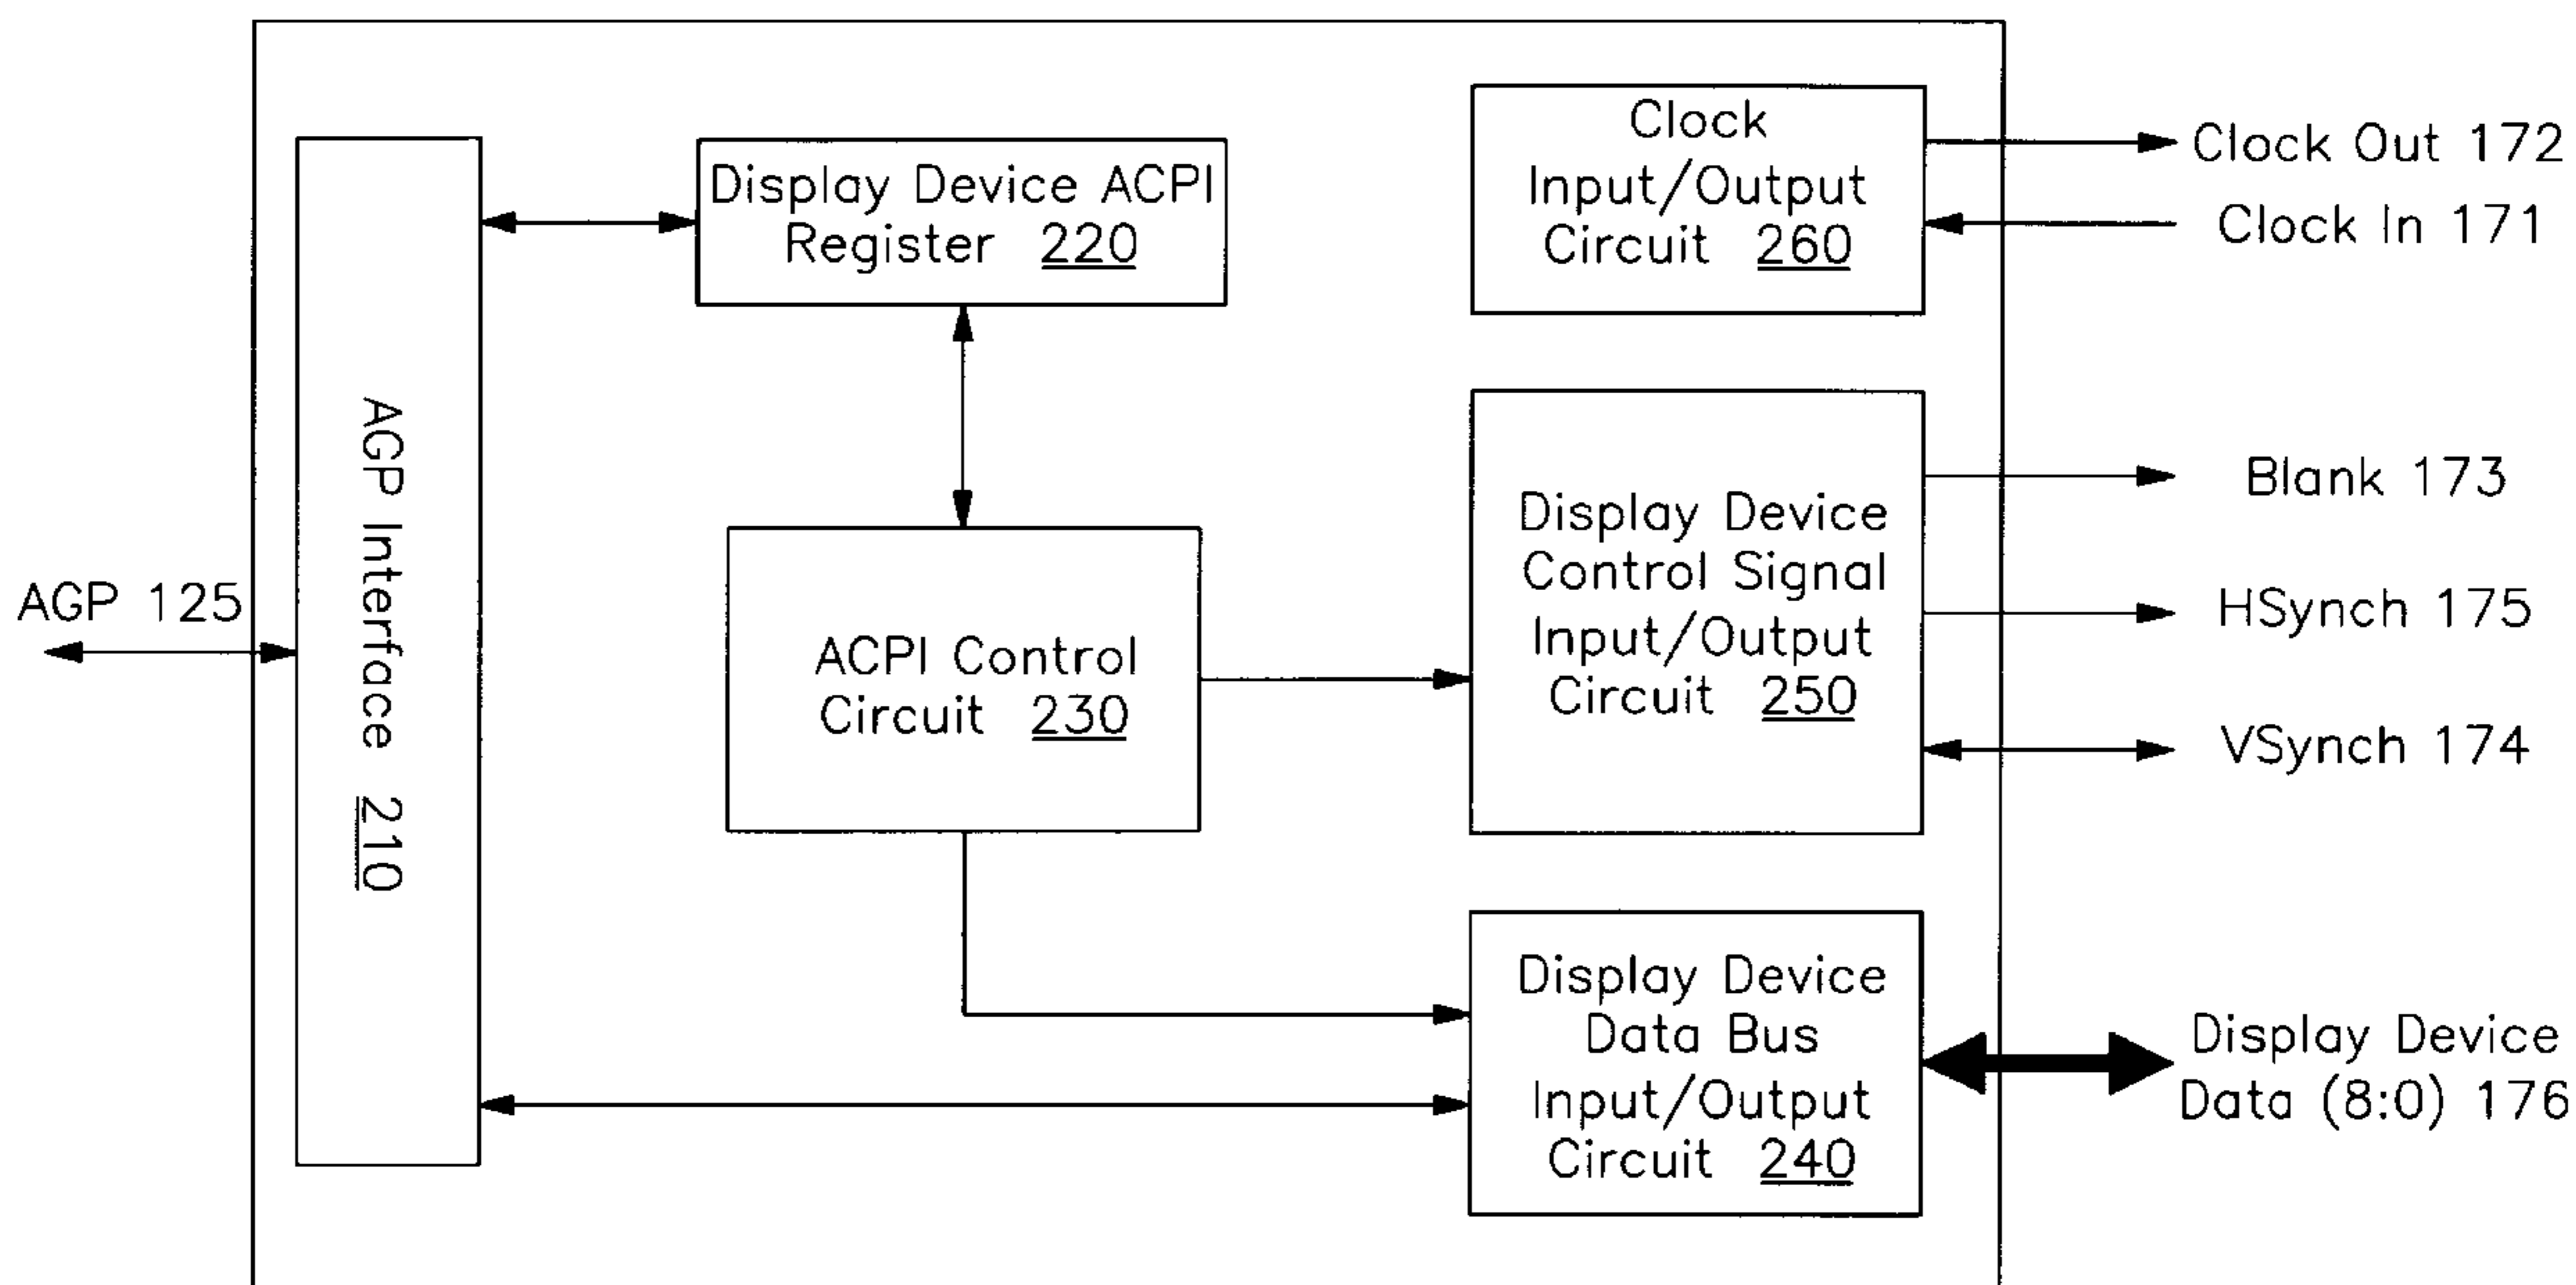 AGP 125
AGP Interface 210
Display Device ACPI
Register 220
ACPI Control
Circuit 230
Clock
Input/Output
Circuit 260
Display Device
Control Signal
Input/Output
Circuit 250
Display Device
Data Bus
Input/Output
Circuit 240
Clock Out 172
Clock In 171
Blank 173
HSynch 175
VSynch 174
Display Device
Data (8:0) 176